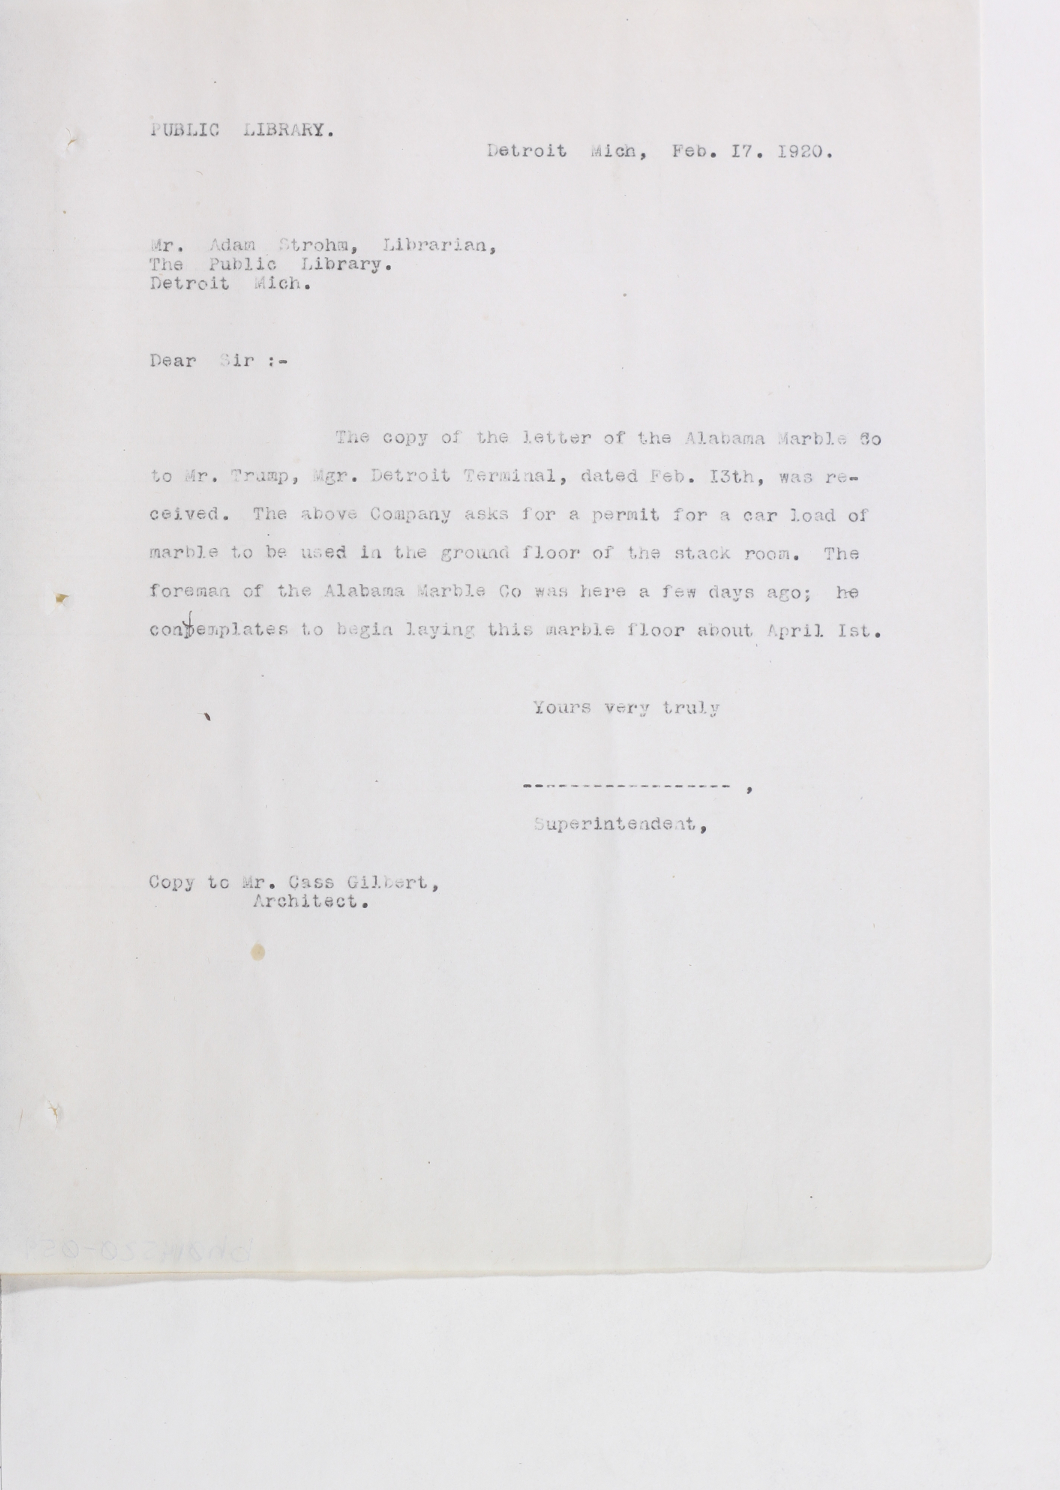 PUBLIC LIBRARY.
Detroit Mich, Feb. I7. I920.
Mr. Adam Strohm, Librarian,
The Public Library.
Detroit Mich.
Dear Sir :-
The copy of the letter of the Alabama Marble Co
to Mr. Trump, Mgr. Detroit Terminal, dated Feb. I3th, was re-
ceived. The above Company asks for a permit for a car load of
marble to be used in the ground floor of the stack room. The
foreman of the Alabama Marble Co was here a few days ago; he
contemplates to begin laying this marble floor about April Ist.
Yours very truly
------------------ ,
Superintendent,
Copy to Mr. Cass Gilbert,
Architect.